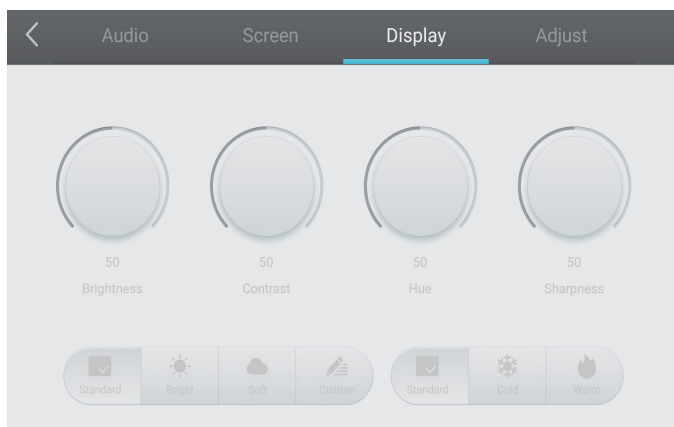 Audio Screen Display Adjust
50 50 50 50
Brightness Contrast Hue Sharpness
Standard Bright Soft Custom Standard Cold Warm